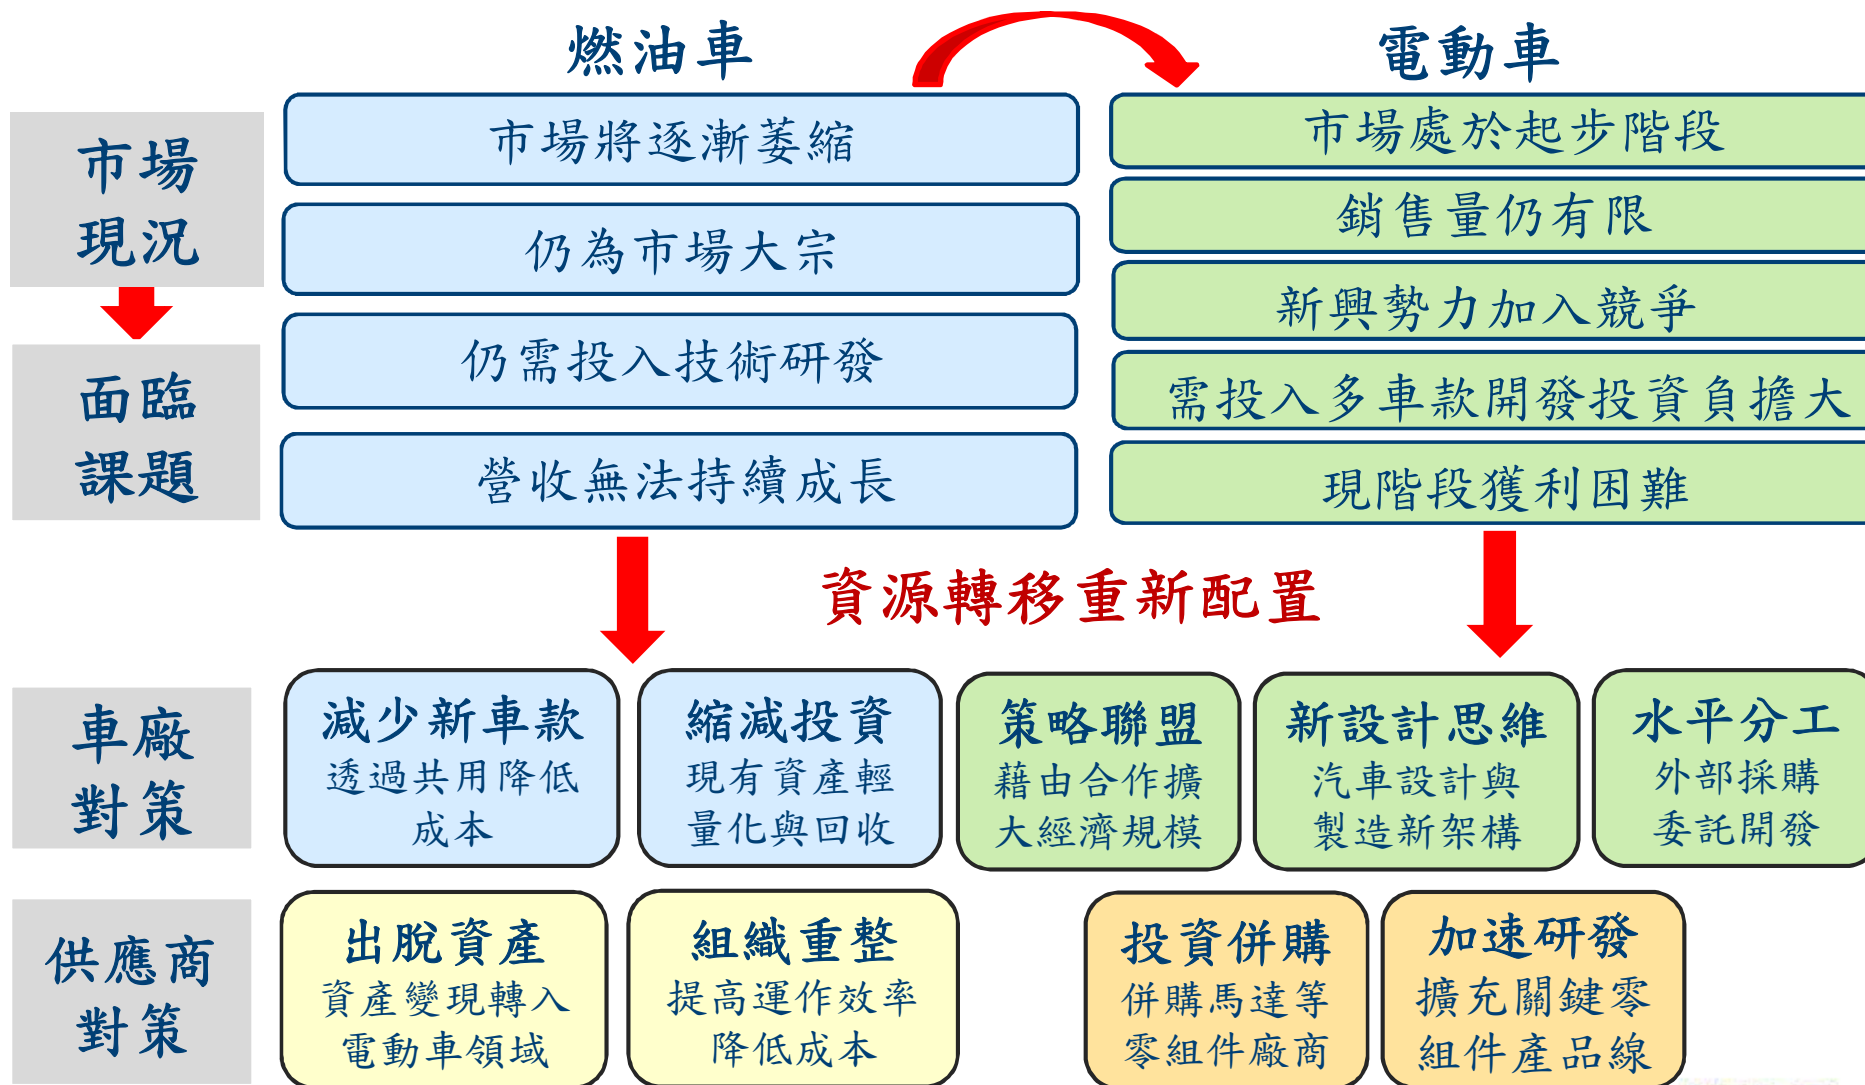 燃油車
電動車
市場
現況
市場將逐漸萎縮
仍為市場大宗
仍需投入技術研發
營收無法持續成長
市場處於起步階段
銷售量仍有限
新興勢力加入競爭
需投入多車款開發投資負擔大
現階段獲利困難
面臨
課題
資源轉移重新配置
車廠
對策
減少新車款
透過共用降低
成本
縮減投資
現有資產輕
量化與回收
策略聯盟
藉由合作擴
大經濟規模
新設計思維
汽車設計與
製造新架構
水平分工
外部採購
委託開發
供應商
對策
出脫資產
資產變現轉入
電動車領域
組織重整
提高運作效率
降低成本
投資併購
併購馬達等
零組件廠商
加速研發
擴充關鍵零
組件產品線